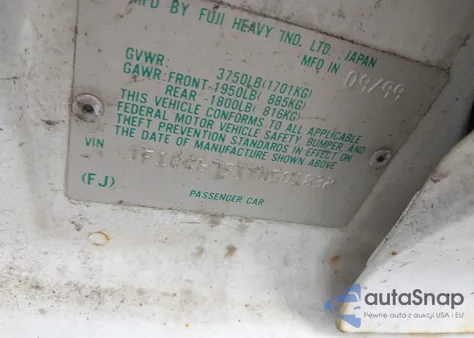 MFD BY FUJI HEAVY IND. LTD. JAPAN
MFD IN 09/99
GVWR: 3750LB(1701KG)
GAWR: FRONT-1950LB( 885KG)
REAR -1800LB( 816KG)
THIS VEHICLE CONFORMS TO ALL APPLICABLE
FEDERAL MOTOR VEHICLE SAFETY, BUMPER AND
THEFT PREVENTION STANDARDS IN EFFECT ON
THE DATE OF MANUFACTURE SHOWN ABOVE.
VIN
(FJ)
PASSENGER CAR
autoSnap
Pewne auta z aukcji USA i EU